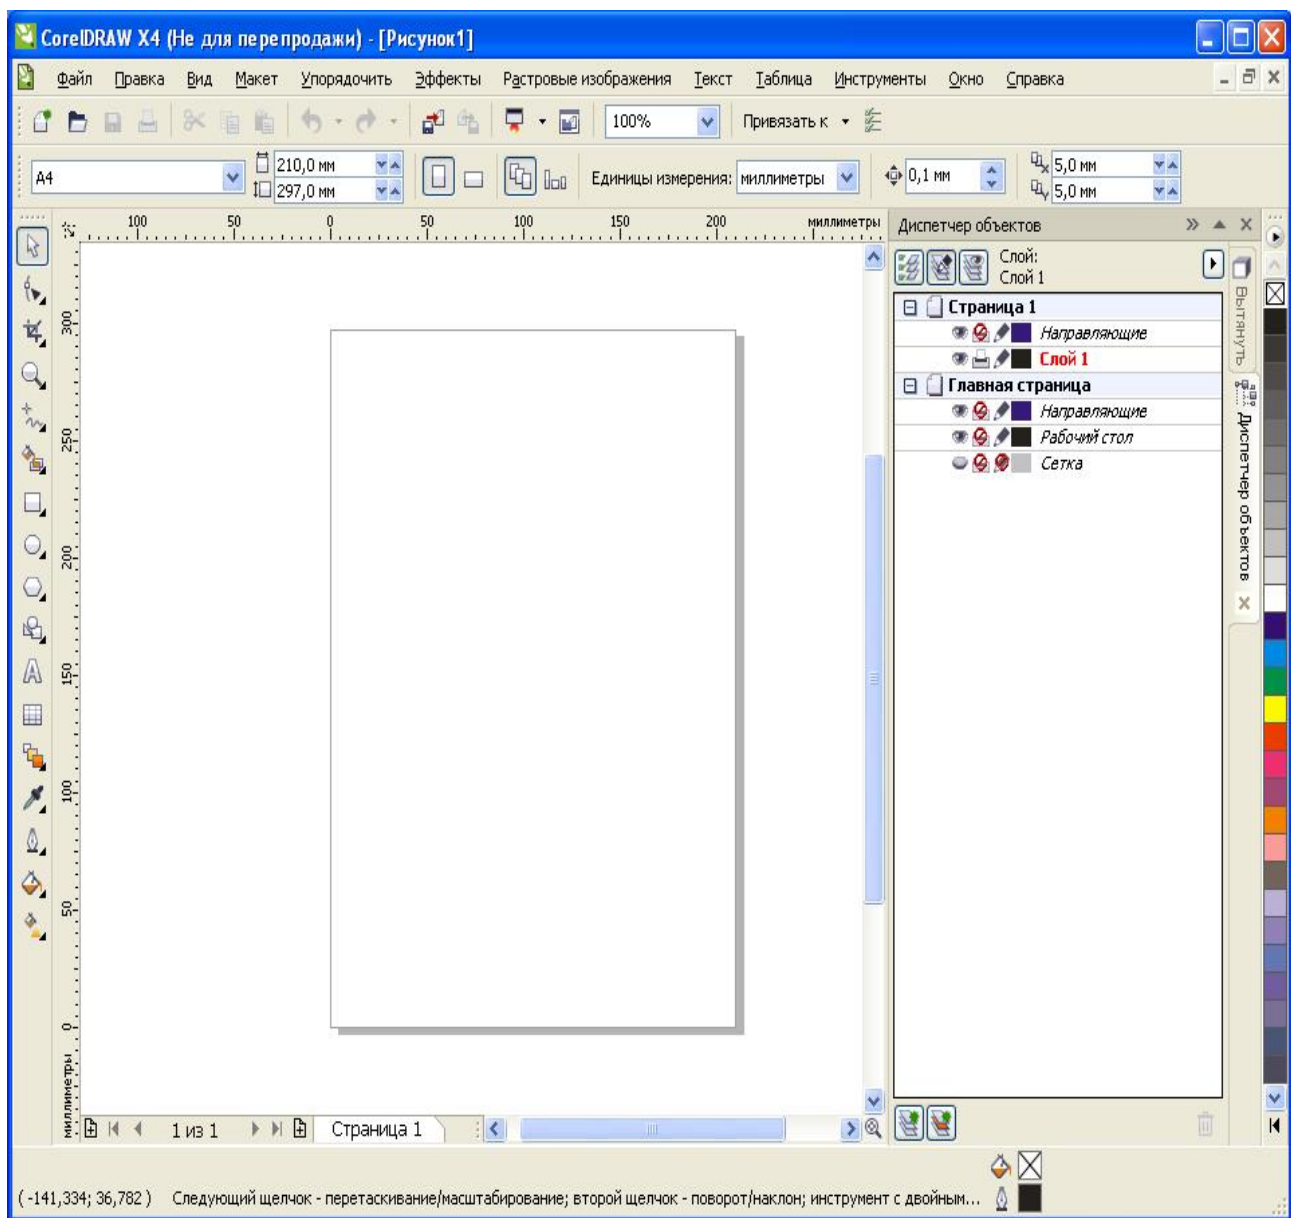 CorelDRAW X4 (Не для перепродажи) - [Рисунок1]
Файл Правка Вид Макет Упорядочить Эффекты Растровые изображения Текст Таблица Инструменты Окно Справка
100% Привязать к
A4 210,0 мм 297,0 мм Единицы измерения: миллиметры 0,1 мм 5,0 мм 5,0 мм
100 50 0 50 100 150 200 миллиметры
300
250
200
150
100
50
0
миллиметры
Диспетчер объектов
Слой:
Слой 1
Страница 1
Направляющие
Слой 1
Главная страница
Направляющие
Рабочий стол
Сетка
Вытянуть
Диспетчер объектов
1 из 1 Страница 1
( -141,334; 36,782 ) Следующий щелчок - перетаскивание/масштабирование; второй щелчок - поворот/наклон; инструмент с двойным...